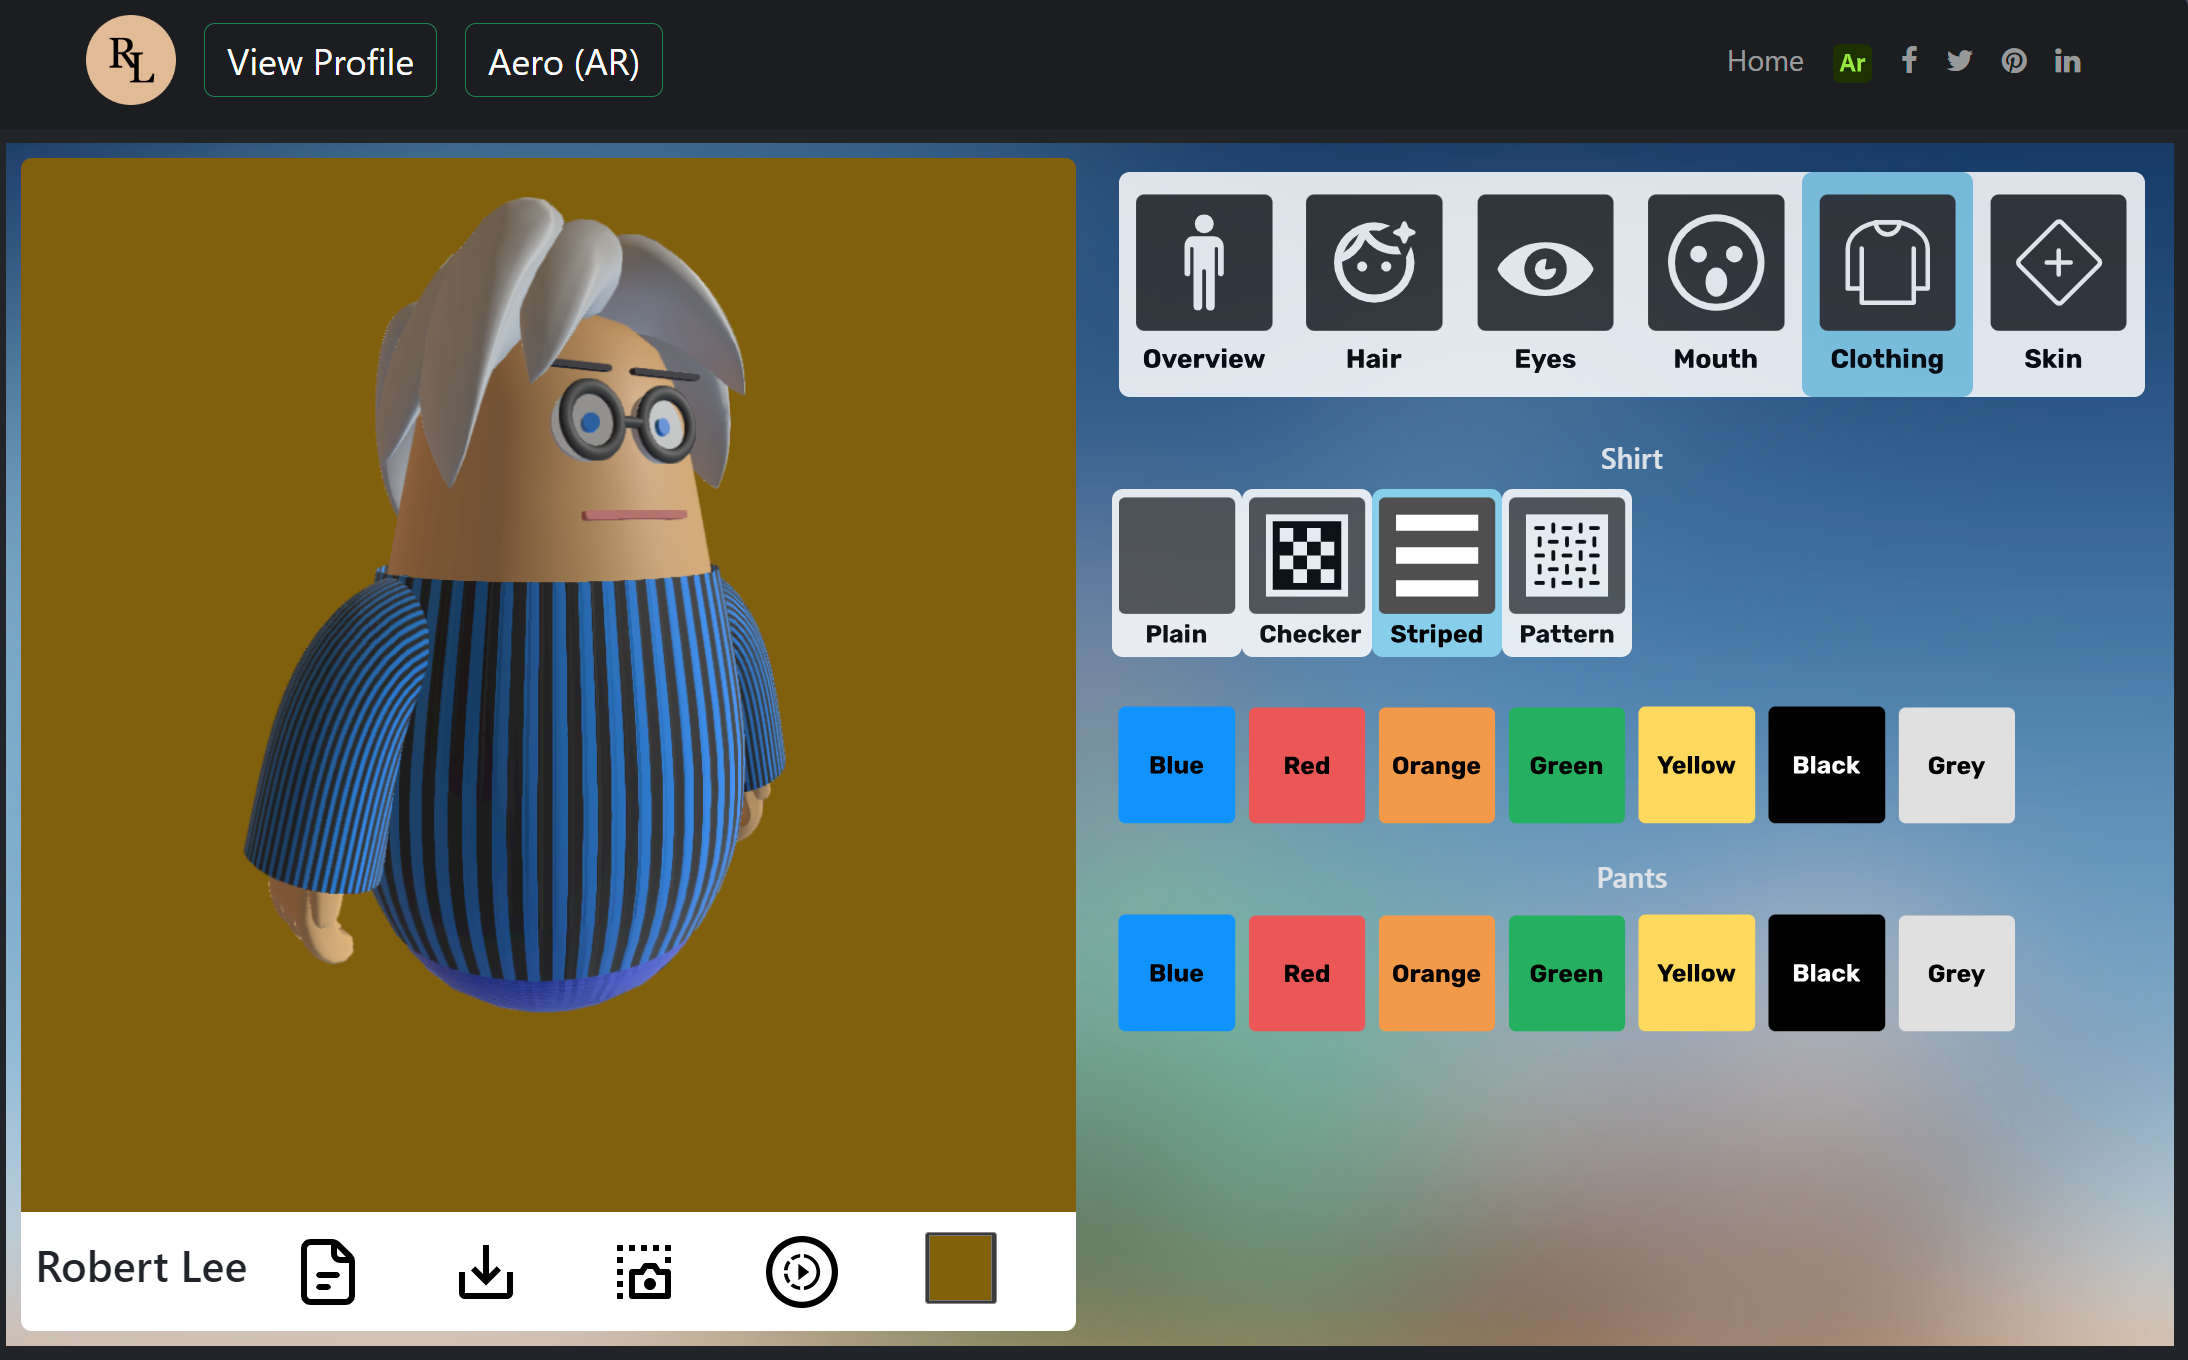 RL
View Profile
Aero (AR)
Home
Ar
Overview
Hair
Eyes
Mouth
Clothing
Skin
Shirt
Plain
Checker
Striped
Pattern
Blue
Red
Orange
Green
Yellow
Black
Grey
Pants
Blue
Red
Orange
Green
Yellow
Black
Grey
Robert Lee